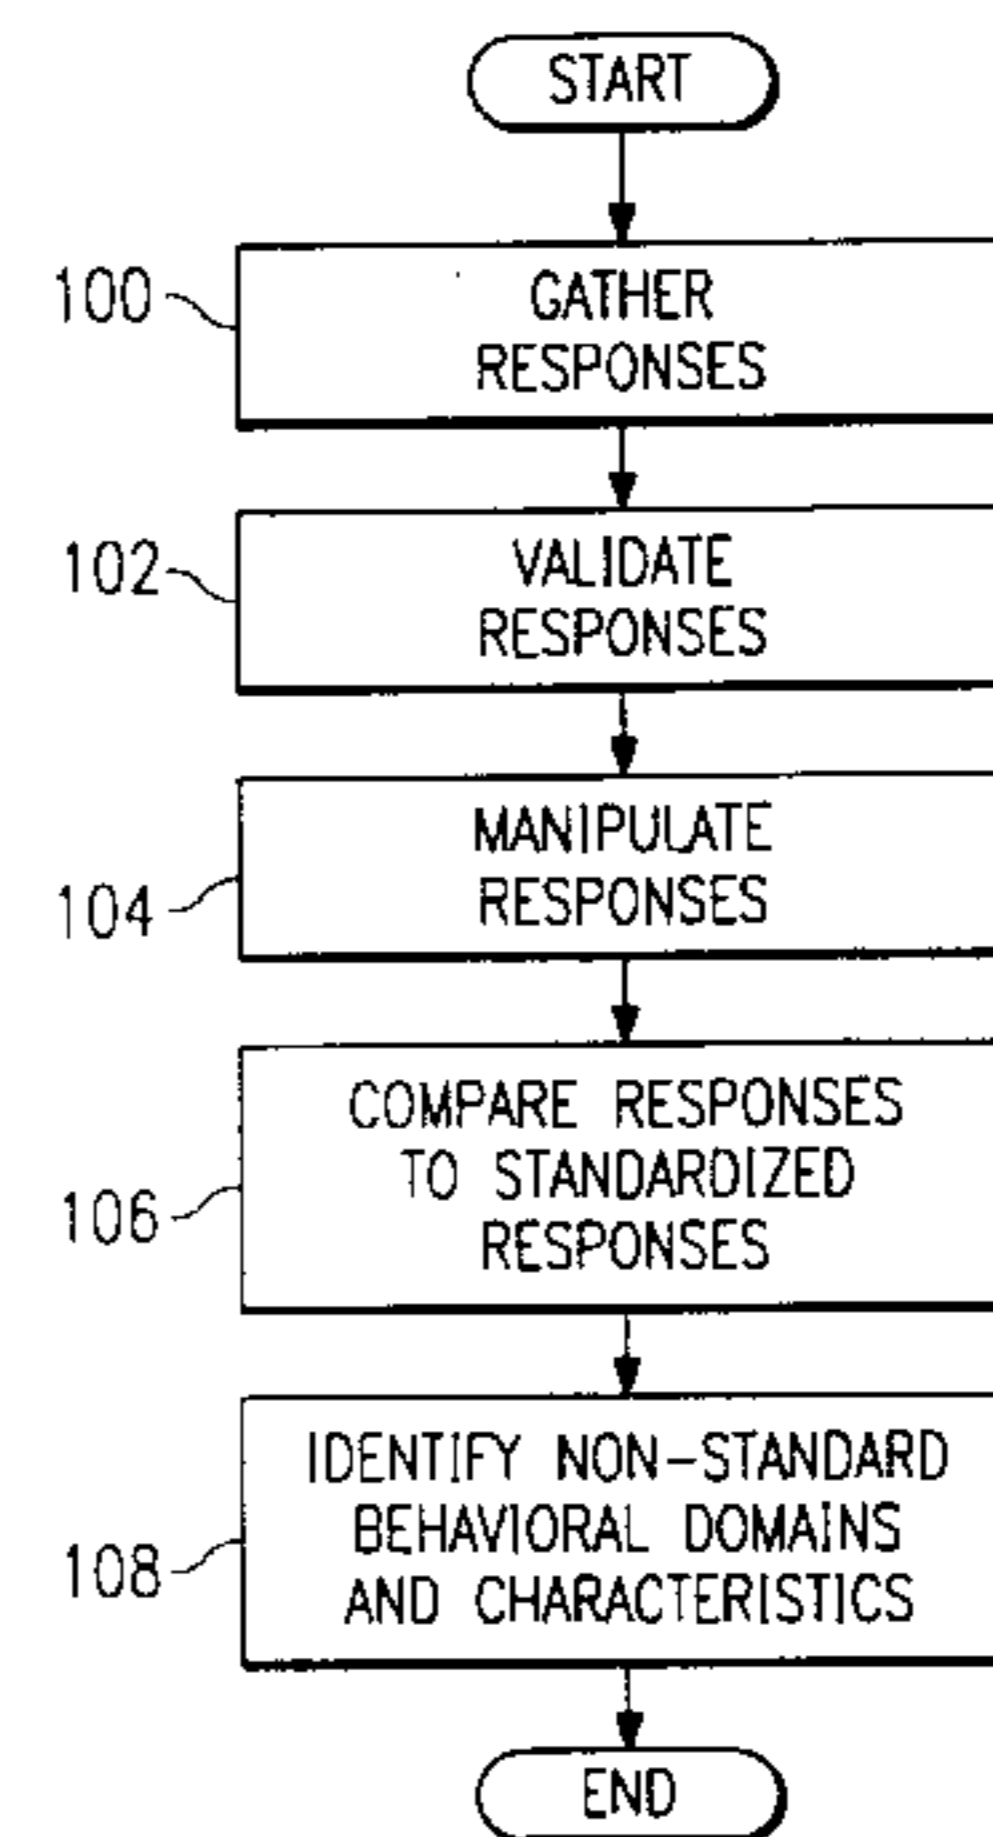 START
100
GATHER
RESPONSES
102
VALIDATE
RESPONSES
104
MANIPULATE
RESPONSES
106
COMPARE RESPONSES
TO STANDARDIZED
RESPONSES
108
IDENTIFY NON-STANDARD
BEHAVIORAL DOMAINS
AND CHARACTERISTICS
END